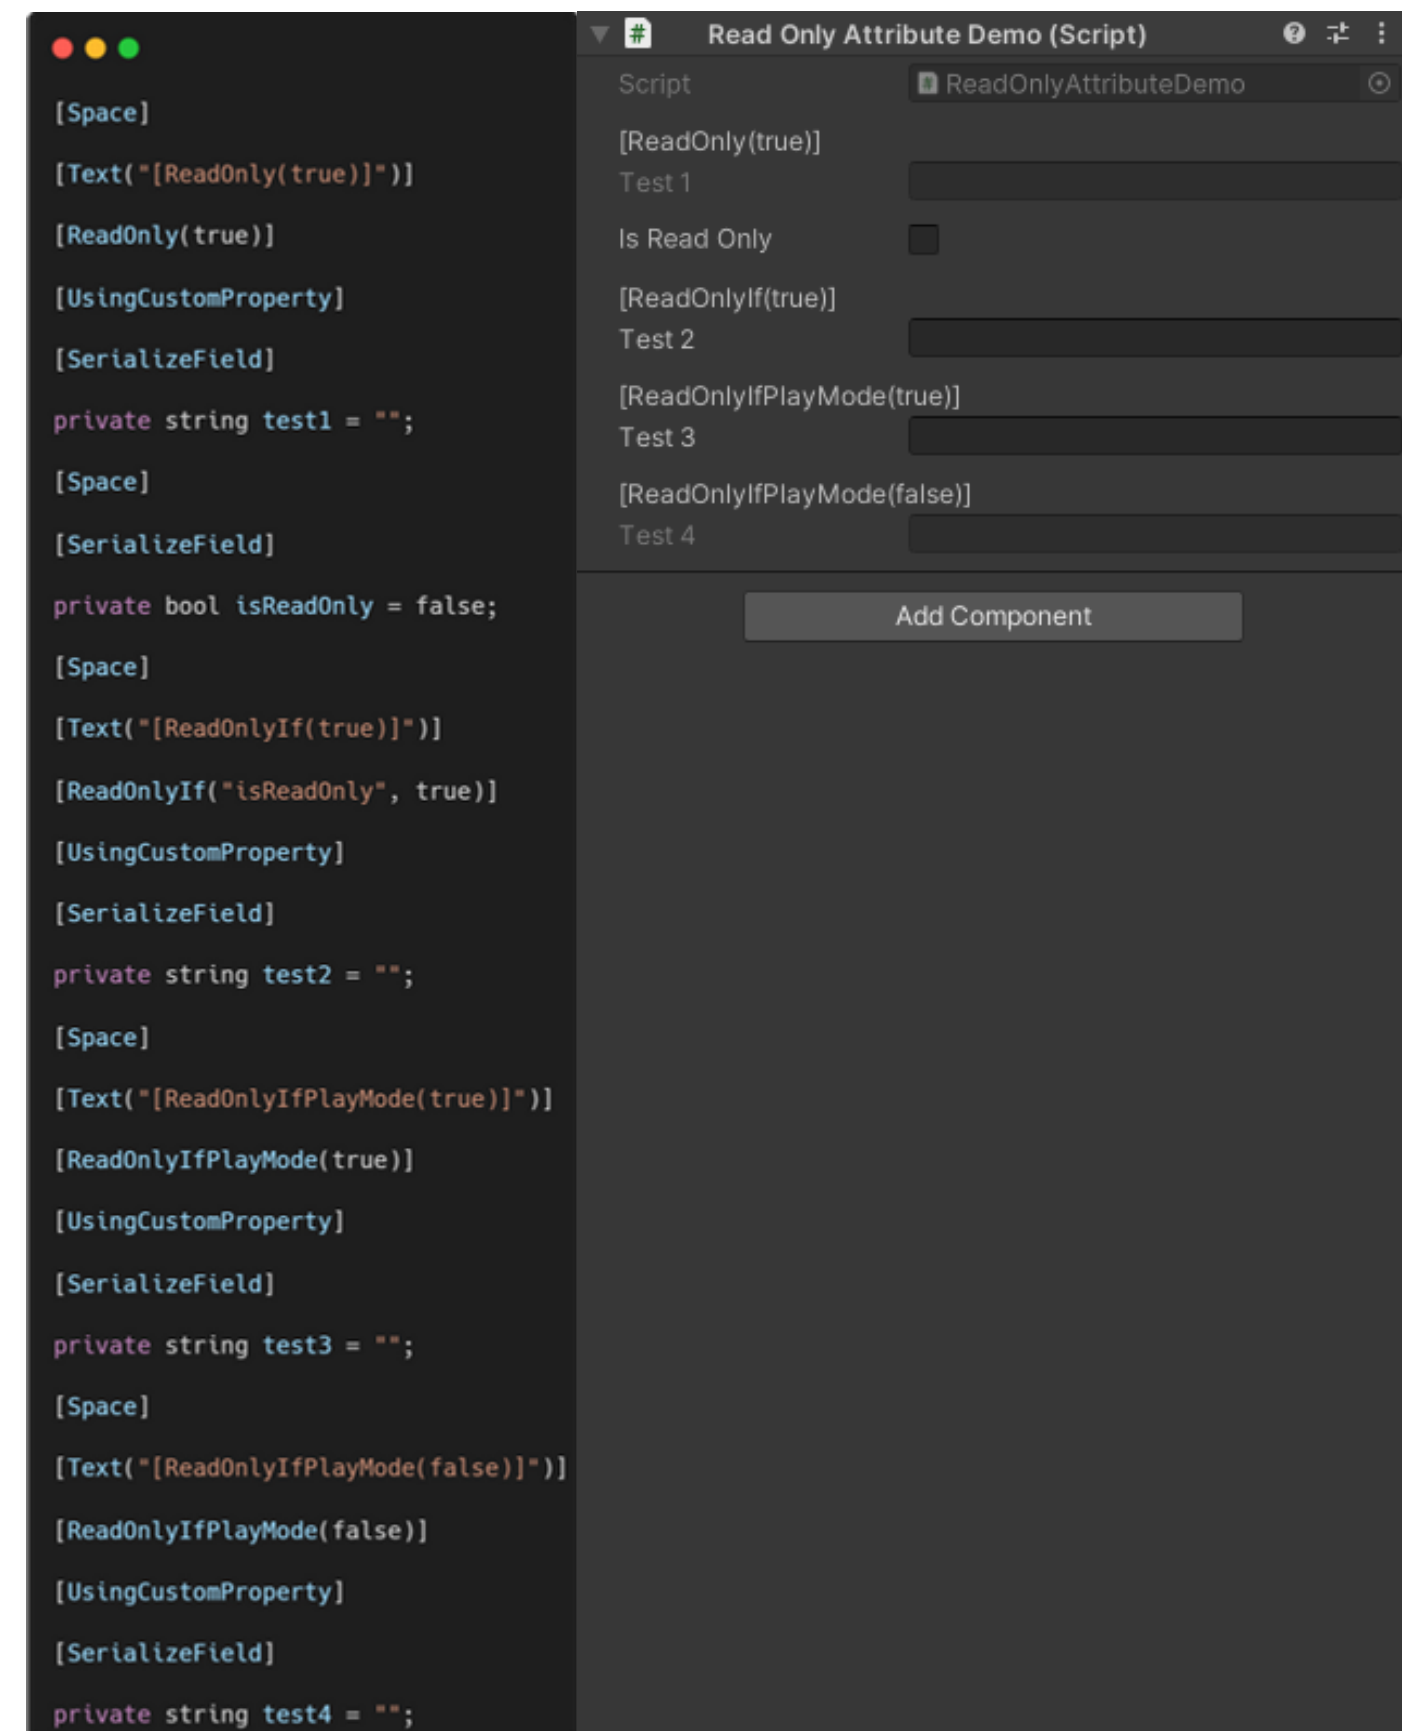 [Space]
[Text("[ReadOnly(true)]")]
[ReadOnly(true)]
[UsingCustomProperty]
[SerializeField]
private string test1 = "";
[Space]
[SerializeField]
private bool isReadOnly = false;
[Space]
[Text("[ReadOnlyIf(true)]")]
[ReadOnlyIf("isReadOnly", true)]
[UsingCustomProperty]
[SerializeField]
private string test2 = "";
[Space]
[Text("[ReadOnlyIfPlayMode(true)]")]
[ReadOnlyIfPlayMode(true)]
[UsingCustomProperty]
[SerializeField]
private string test3 = "";
[Space]
[Text("[ReadOnlyIfPlayMode(false)]")]
[ReadOnlyIfPlayMode(false)]
[UsingCustomProperty]
[SerializeField]
private string test4 = "";
# Read Only Attribute Demo (Script)
Script # ReadOnlyAttributeDemo
[ReadOnly(true)]
Test 1
Is Read Only
[ReadOnlyIf(true)]
Test 2
[ReadOnlyIfPlayMode(true)]
Test 3
[ReadOnlyIfPlayMode(false)]
Test 4
Add Component